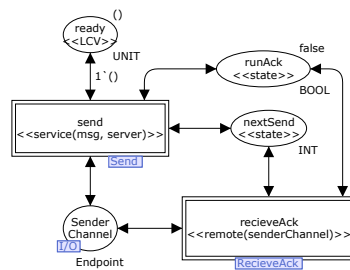 ()
ready
<<LCV>>
UNIT
1`()
false
runAck
<<state>>
BOOL
send
<<service(msg, server)>>
Send
nextSend
<<state>>
INT
Sender
Channel
I/O
Endpoint
recieveAck
<<remote(senderChannel)>>
RecieveAck